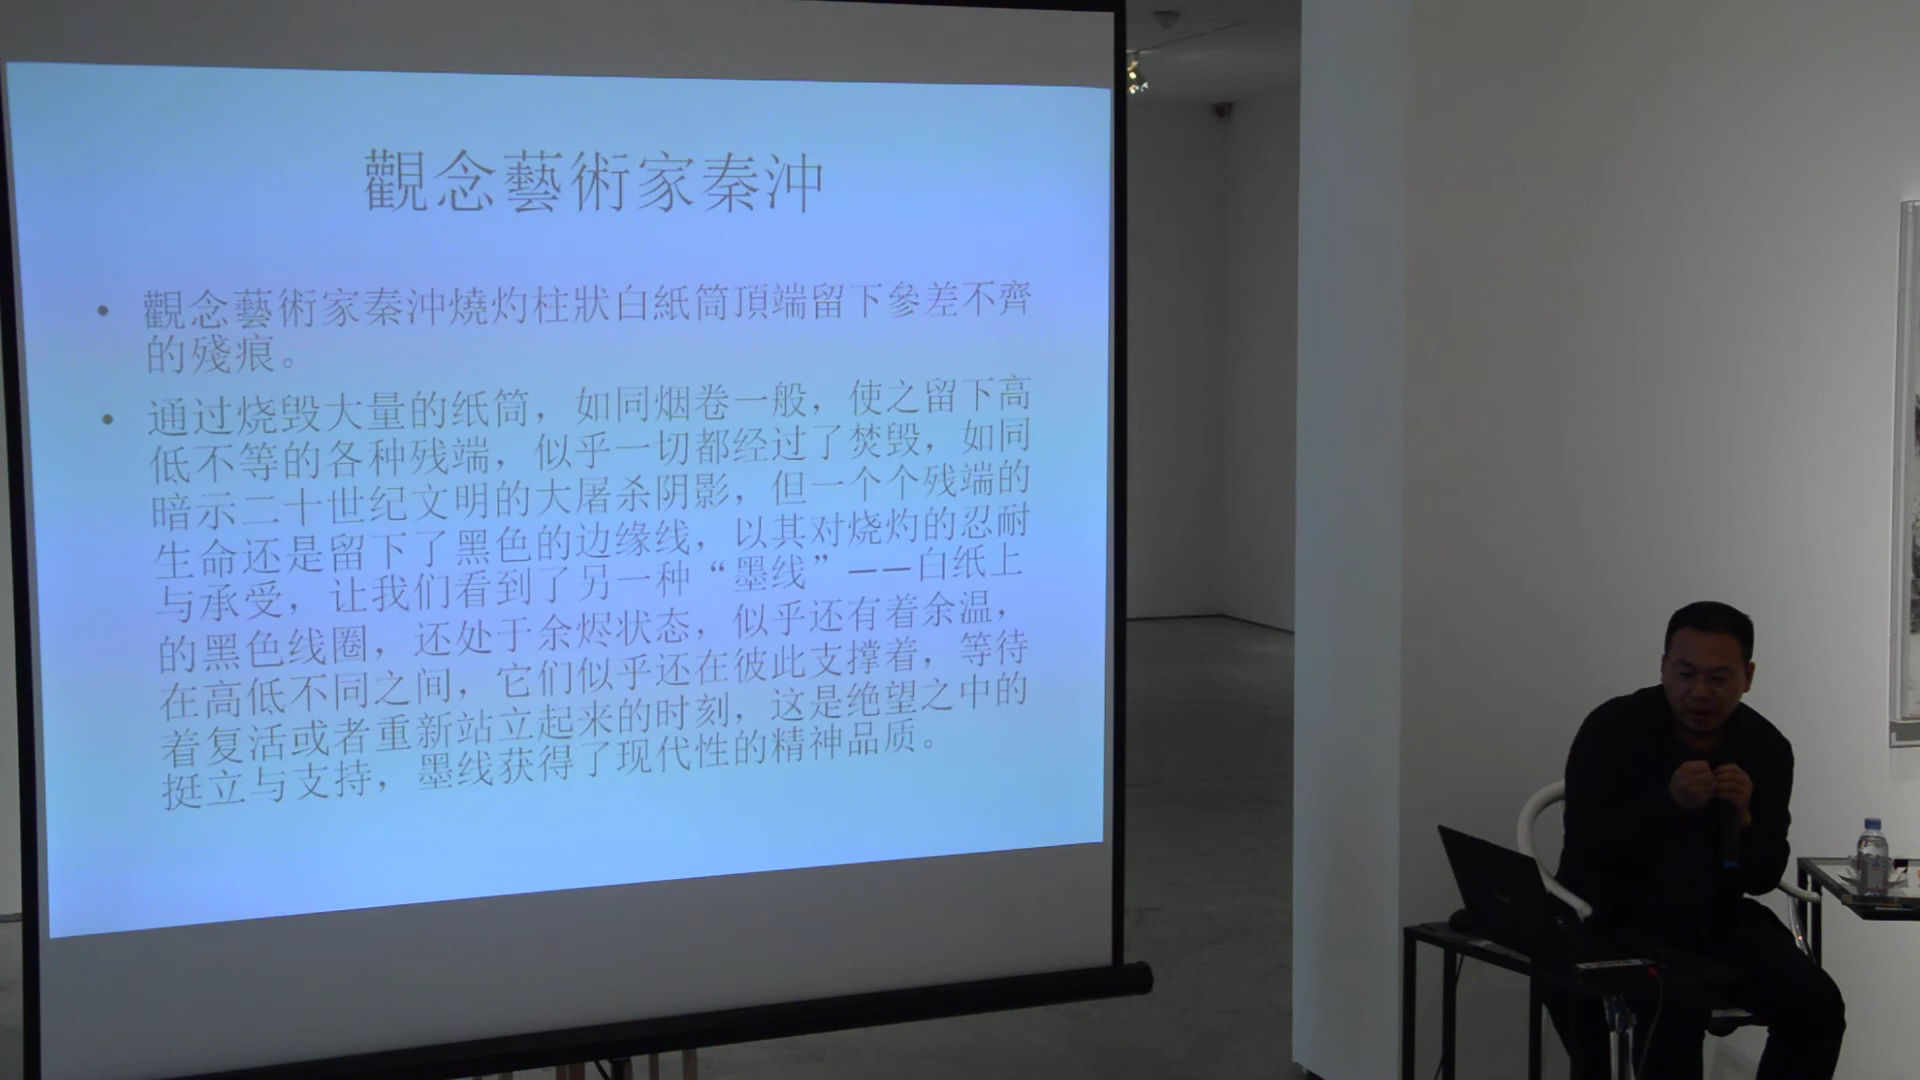 觀念藝術家秦沖
• 觀念藝術家秦沖燒灼柱狀白紙筒頂端留下參差不齊
的殘痕。
• 通过烧毁大量的纸筒，如同烟卷一般，使之留下高
低不等的各种残端，似乎一切都经过了焚毁，如同
暗示二十世纪文明的大屠杀阴影，但一个个残端的
生命还是留下了黑色的边缘线，以其对烧灼的忍耐
与承受，让我们看到了另一种“墨线”——白纸上
的黑色线圈，还处于余烬状态，似乎还有着余温，
在高低不同之间，它们似乎还在彼此支撑着，等待
着复活或者重新站立起来的时刻，这是绝望之中的
挺立与支持，墨线获得了现代性的精神品质。